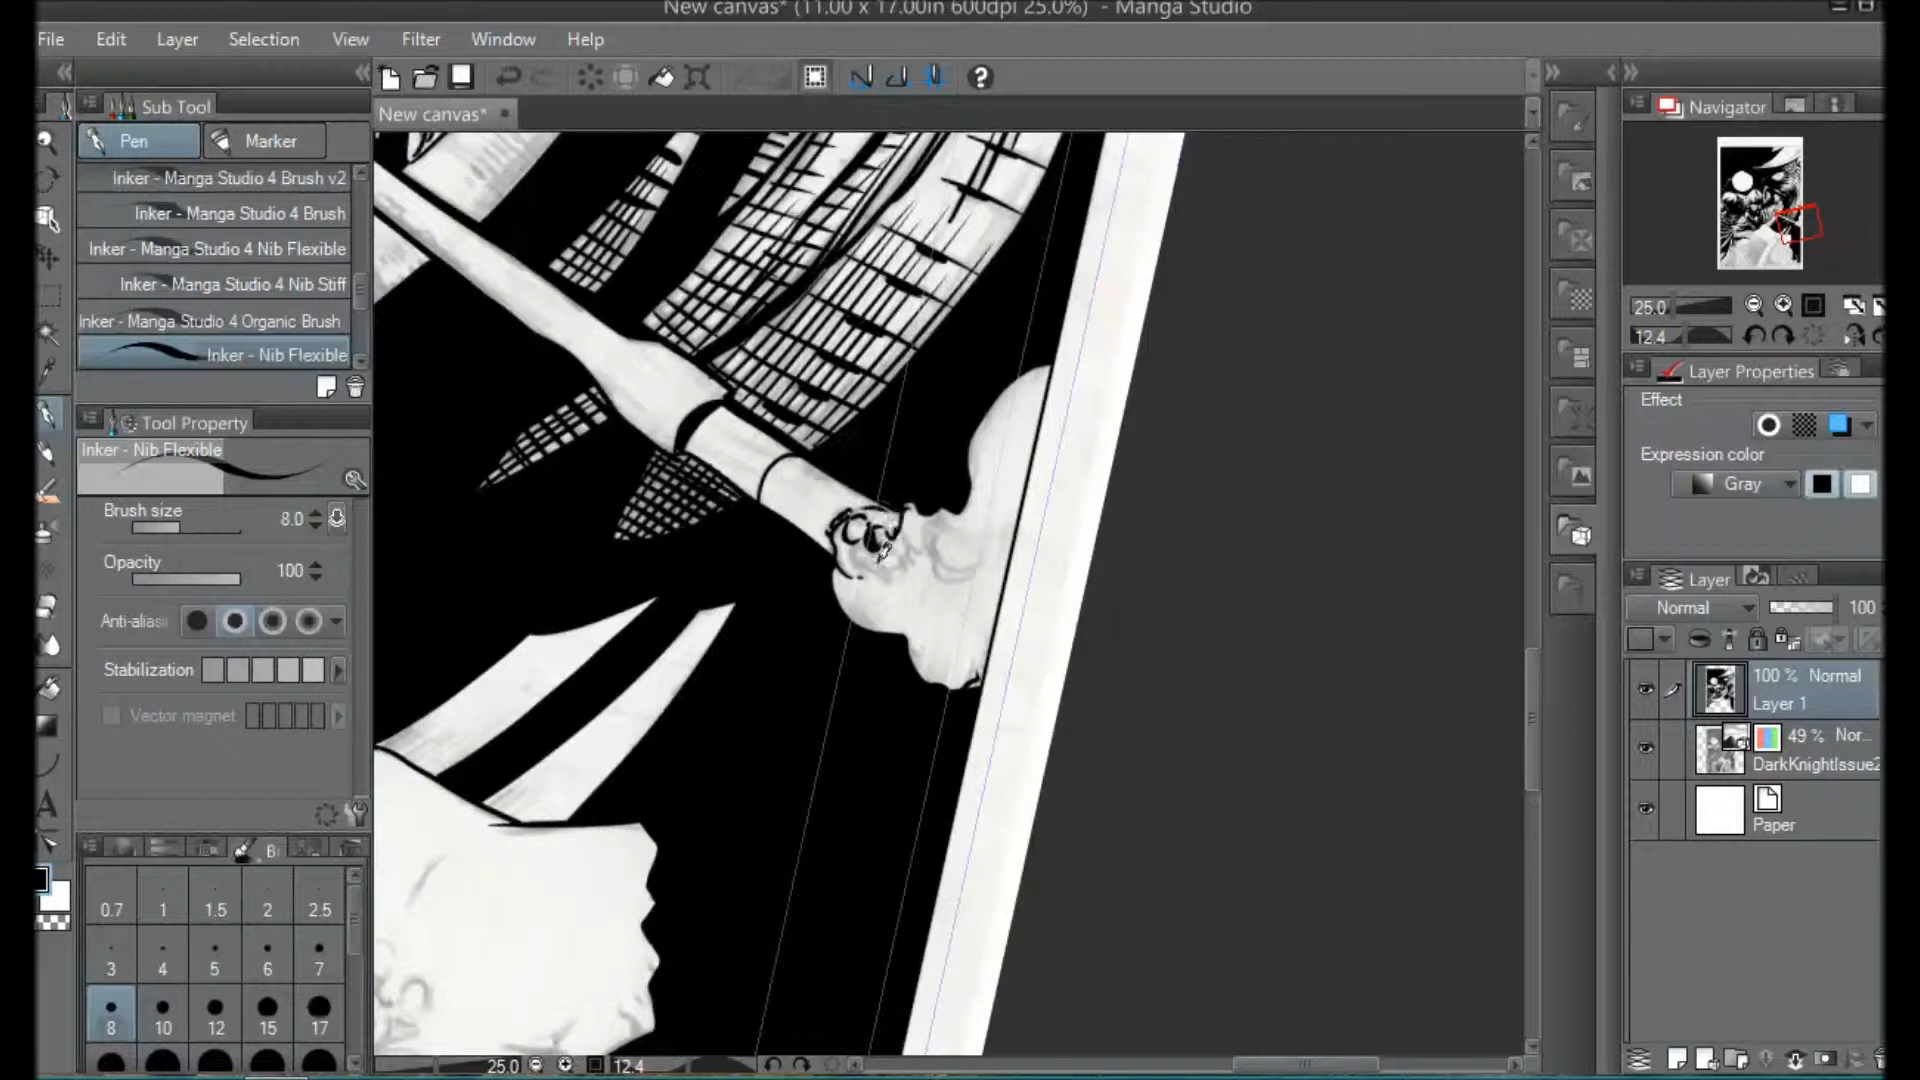 New canvas* (11.00 x 17.00in 600dpi 25.0%) - Manga Studio
File Edit Layer Selection View Filter Window Help
Sub Tool
Pen Marker
Inker - Manga Studio 4 Brush v2
Inker - Manga Studio 4 Brush
Inker - Manga Studio 4 Nib Flexible
Inker - Manga Studio 4 Nib Stiff
Inker - Manga Studio 4 Organic Brush
Inker - Nib Flexible
Tool Property
Inker - Nib Flexible
Brush size 8.0
Opacity 100
Anti-alias
Stabilization
Vector magnet
0.7 1 1.5 2 2.5
3 4 5 6 7
8 10 12 15 17
New canvas*
25.0 12.4
Navigator
25.0
12.4
Layer Properties
Effect
Expression color
Gray
Layer
Normal 100
100 % Normal
Layer 1
49 % Nor...
DarkKnightIssue2
Paper